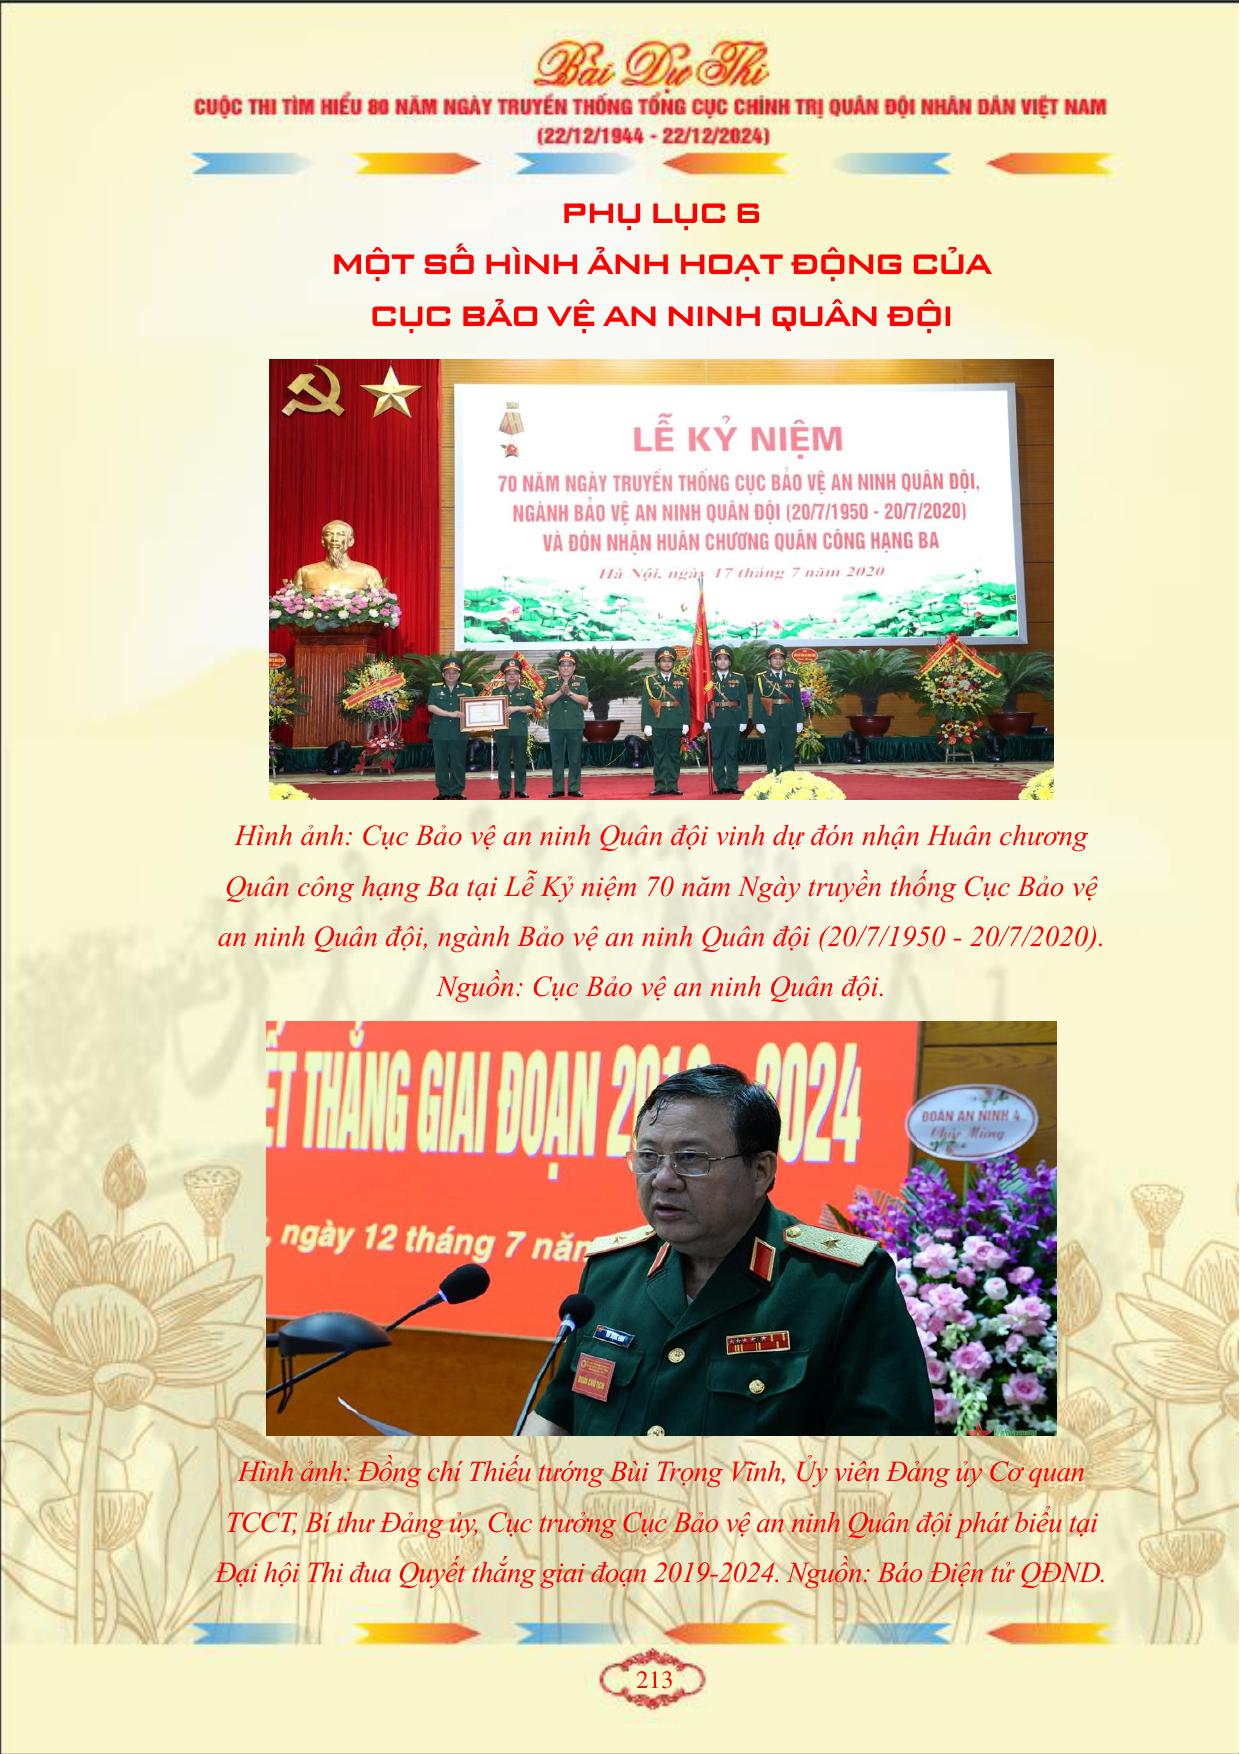 Bài Dự Thi
CUỘC THI TÌM HIỂU 80 NĂM NGÀY TRUYỀN THỐNG TỔNG CỤC CHÍNH TRỊ QUÂN ĐỘI NHÂN DÂN VIỆT NAM
(22/12/1944 - 22/12/2024)
PHỤ LỤC 6
MỘT SỐ HÌNH ẢNH HOẠT ĐỘNG CỦA
CỤC BẢO VỆ AN NINH QUÂN ĐỘI
LỄ KỶ NIỆM
70 NĂM NGÀY TRUYỀN THỐNG CỤC BẢO VỆ AN NINH QUÂN ĐỘI,
NGÀNH BẢO VỆ AN NINH QUÂN ĐỘI (20/7/1950 - 20/7/2020)
VÀ ĐÓN NHẬN HUÂN CHƯƠNG QUÂN CÔNG HẠNG BA
Hà Nội, ngày 17 tháng 7 năm 2020
Hình ảnh: Cục Bảo vệ an ninh Quân đội vinh dự đón nhận Huân chương
Quân công hạng Ba tại Lễ Kỷ niệm 70 năm Ngày truyền thống Cục Bảo vệ
an ninh Quân đội, ngành Bảo vệ an ninh Quân đội (20/7/1950 - 20/7/2020).
Nguồn: Cục Bảo vệ an ninh Quân đội.
ẾT THẮNG GIAI ĐOẠN 201 - 2024
, ngày 12 tháng 7 năm
ĐOÀN AN NINH 4
Chúc Mừng
ĐOÀN CHỦ TỊCH
Hình ảnh: Đồng chí Thiếu tướng Bùi Trọng Vĩnh, Ủy viên Đảng ủy Cơ quan
TCCT, Bí thư Đảng ủy, Cục trưởng Cục Bảo vệ an ninh Quân đội phát biểu tại
Đại hội Thi đua Quyết thắng giai đoạn 2019-2024. Nguồn: Báo Điện tử QĐND.
213